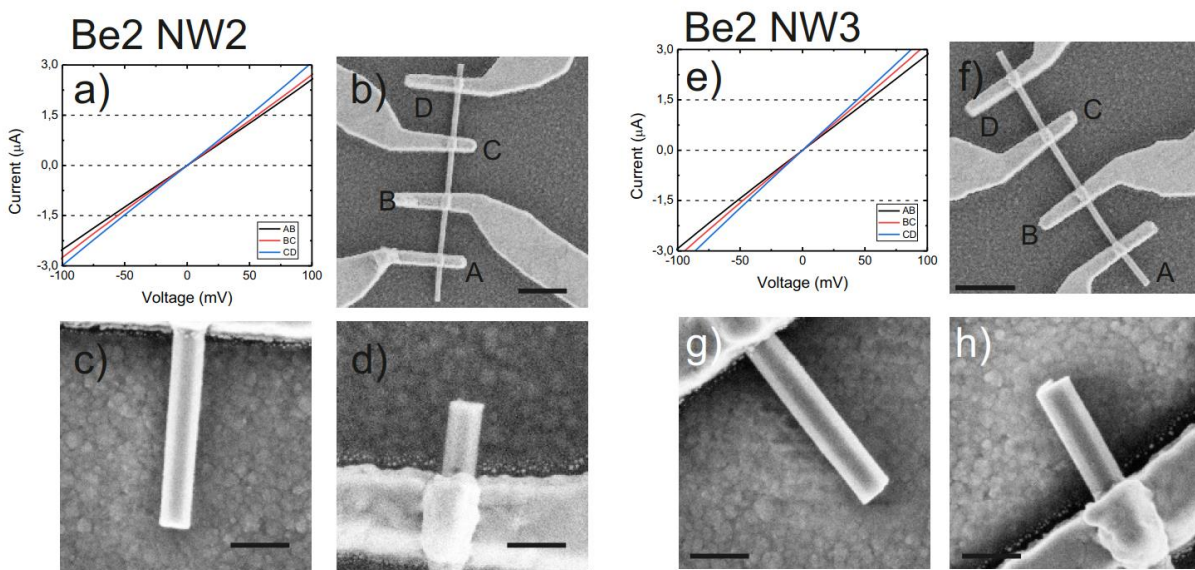 Be2 NW2
a)
3,0
1,5
0,0
-1,5
-3,0
Current (µA)
-100 -50 0 50 100
Voltage (mV)
AB
BC
CD
b)
D
C
B
A
c)
d)
Be2 NW3
e)
3,0
1,5
0,0
-1,5
-3,0
Current (µA)
-100 -50 0 50 100
Voltage (mV)
AB
BC
CD
f)
D
C
B
A
g)
h)